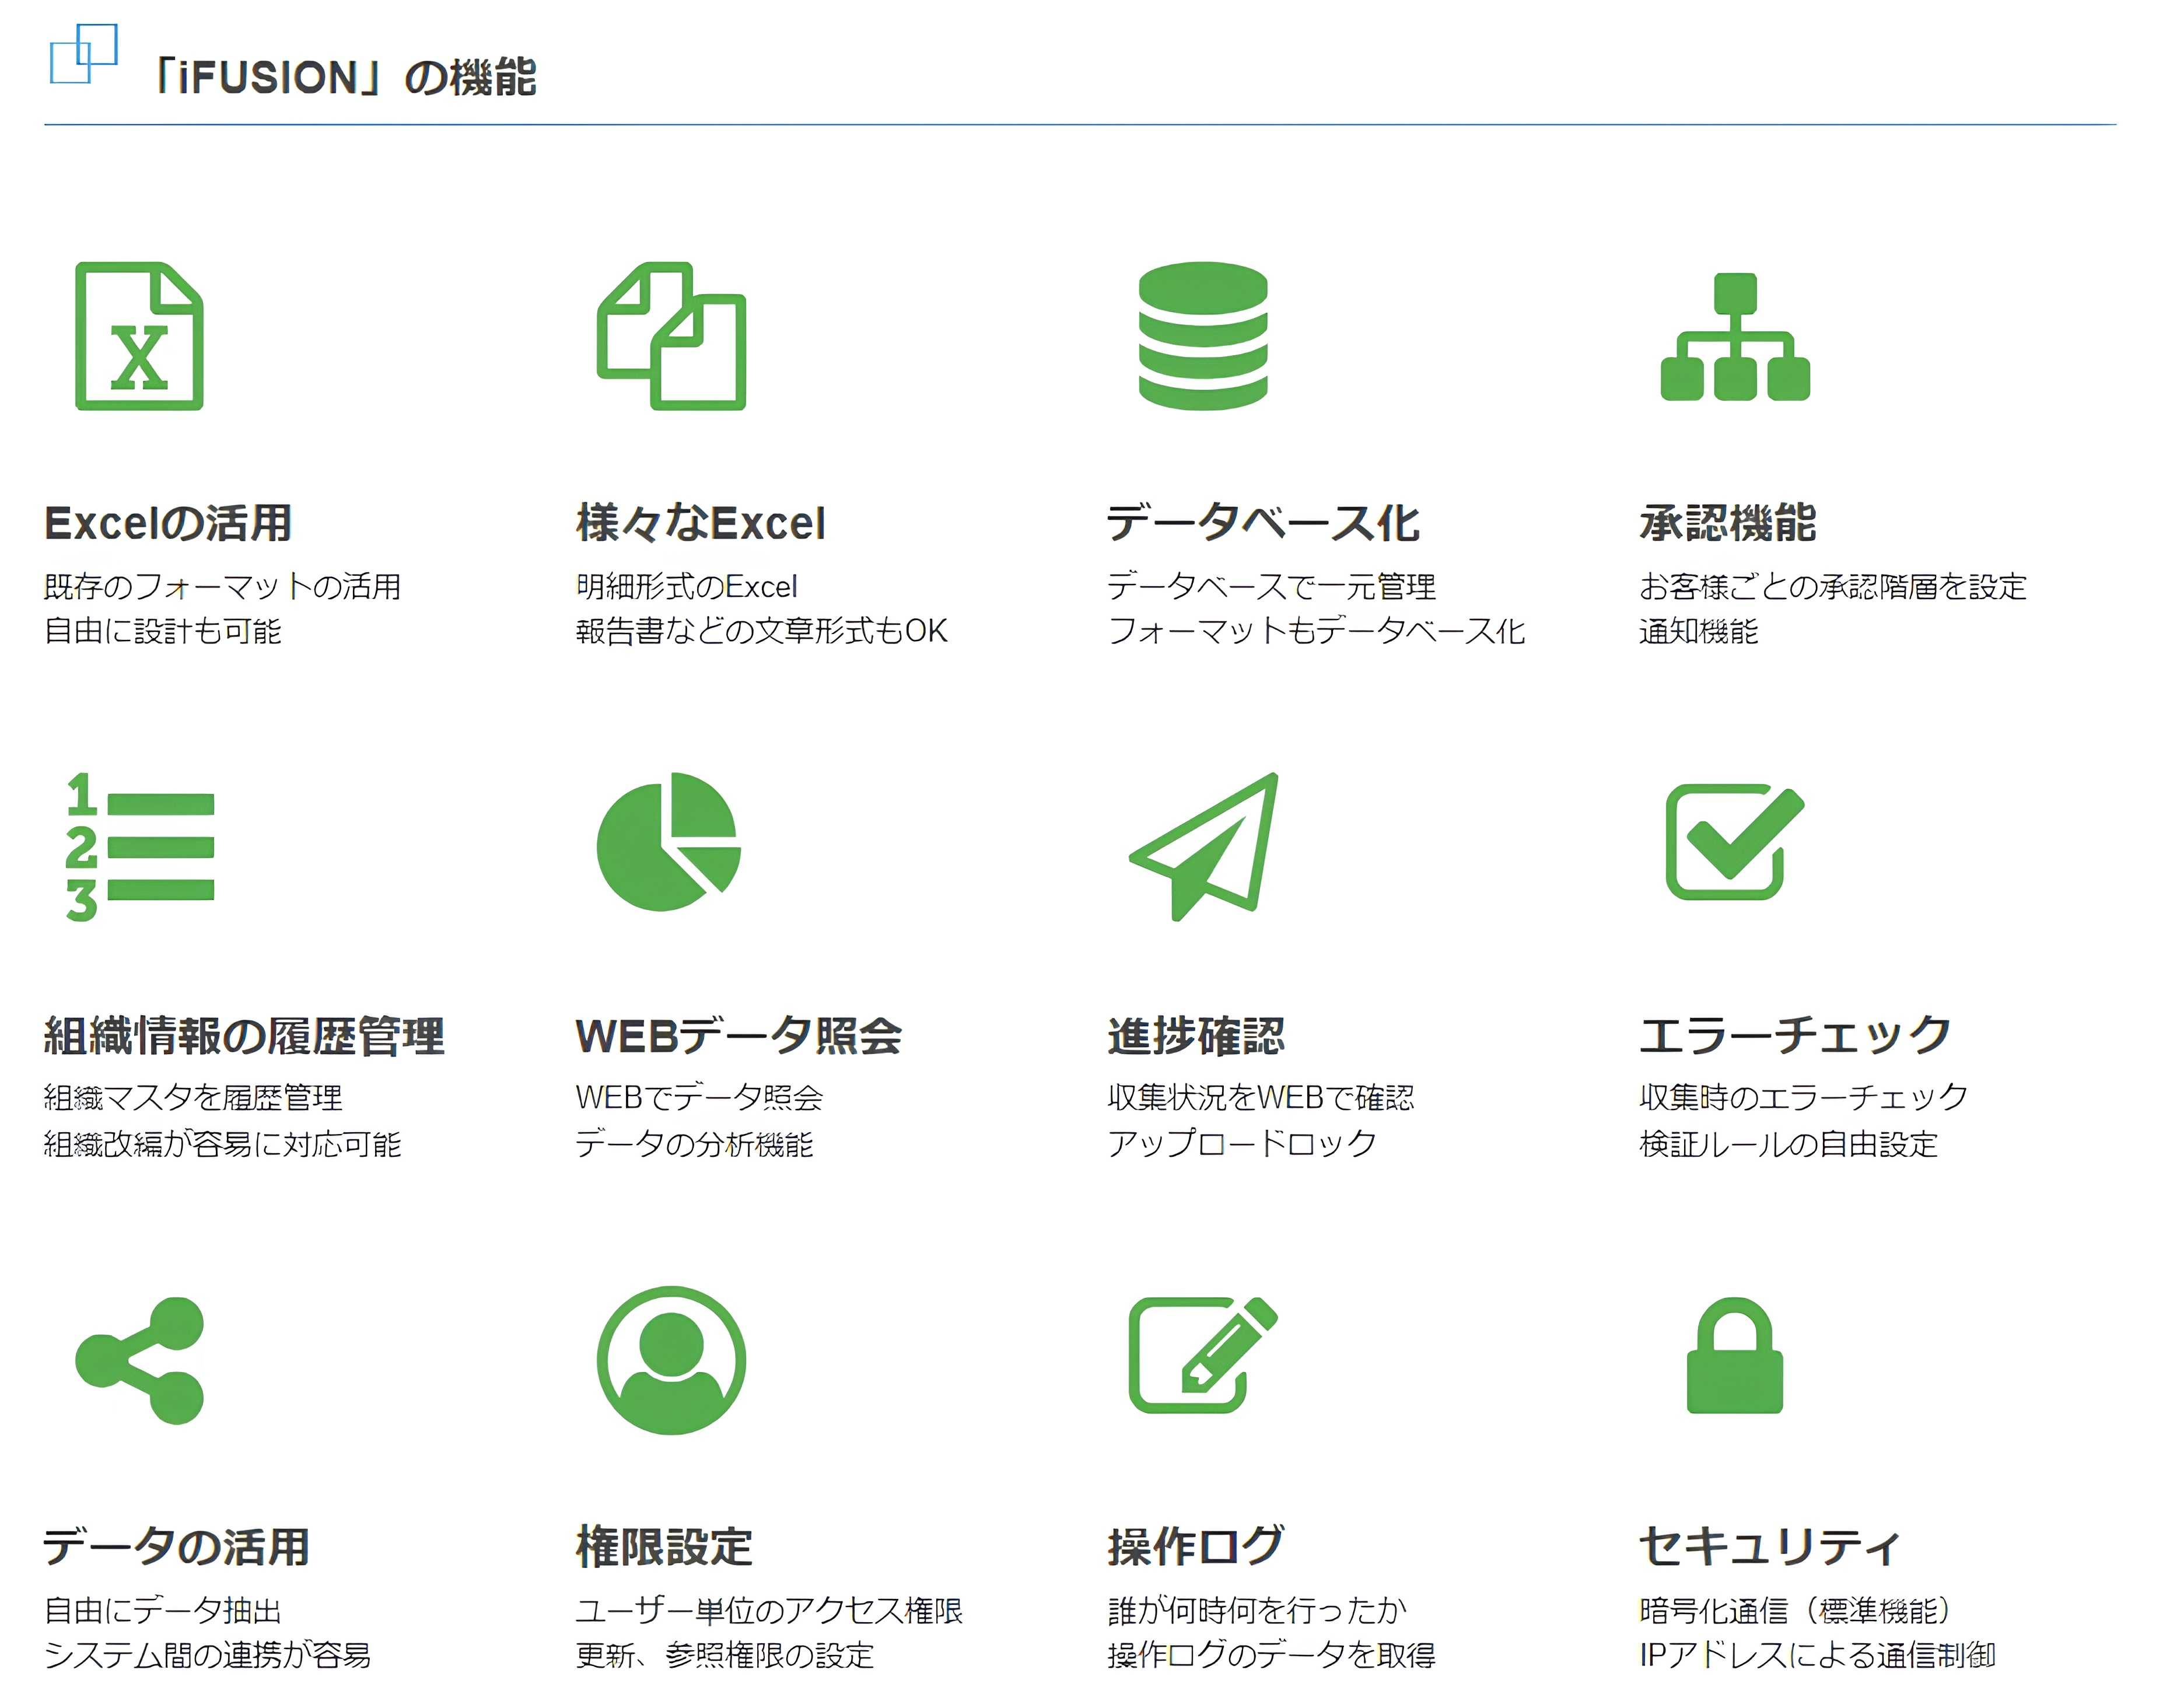 「iFUSION」の機能
Excelの活用
既存のフォーマットの活用
自由に設計も可能
様々なExcel
明細形式のExcel
報告書などの文章形式もOK
データベース化
データベースで一元管理
フォーマットもデータベース化
承認機能
お客様ごとの承認階層を設定
通知機能
1
2
3
組織情報の履歴管理
組織マスタを履歴管理
組織改編が容易に対応可能
WEBデータ照会
WEBでデータ照会
データの分析機能
進捗確認
収集状況をWEBで確認
アップロードロック
エラーチェック
収集時のエラーチェック
検証ルールの自由設定
データの活用
自由にデータ抽出
システム間の連携が容易
権限設定
ユーザー単位のアクセス権限
更新、参照権限の設定
操作ログ
誰が何時何を行ったか
操作ログのデータを取得
セキュリティ
暗号化通信（標準機能）
IPアドレスによる通信制御